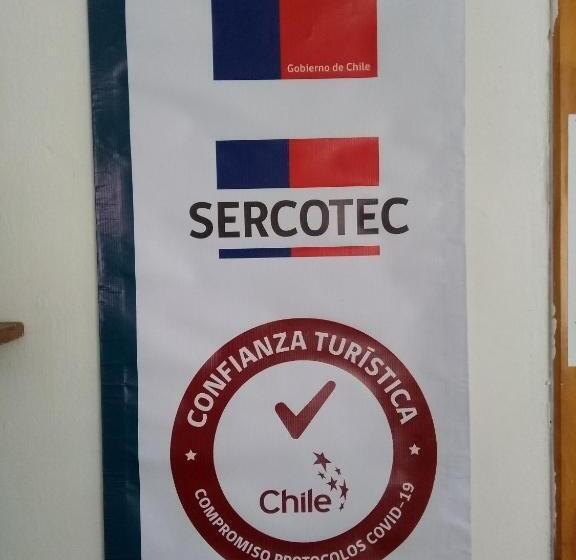 Gobierno de Chile
SERCOTEC
CONFIANZA TURÍSTICA
Chile
COMPROMISO PROTOCOLOS COVID-19